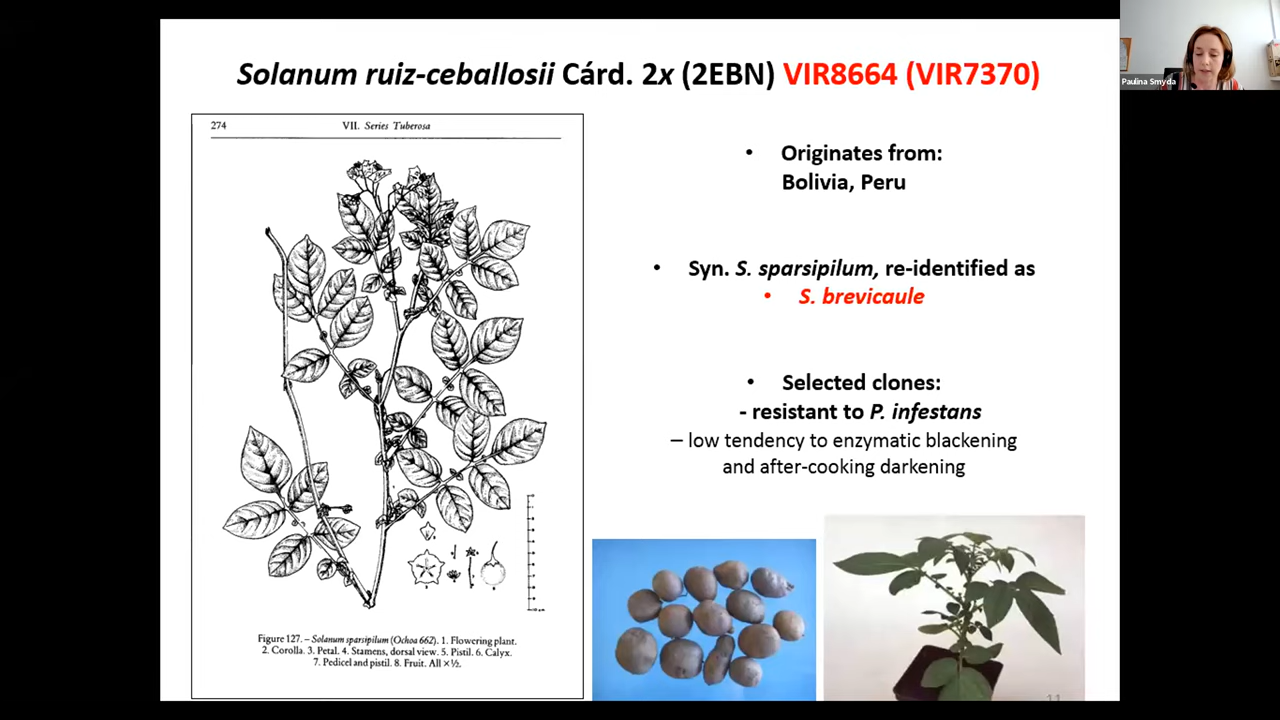 Solanum ruiz-ceballosii Cárd. 2x (2EBN) VIR8664 (VIR7370)
Paulina Smyda
274 VII. Series Tuberosa
Figure 127. – Solanum sparsipilum (Ochoa 662). 1. Flowering plant.
2. Corolla. 3. Petal. 4. Stamens, dorsal view. 5. Pistil. 6. Calyx.
7. Pedicel and pistil. 8. Fruit. All × ½.
• Originates from:
Bolivia, Peru
• Syn. S. sparsipilum, re-identified as
• S. brevicaule
• Selected clones:
- resistant to P. infestans
– low tendency to enzymatic blackening
and after-cooking darkening
11